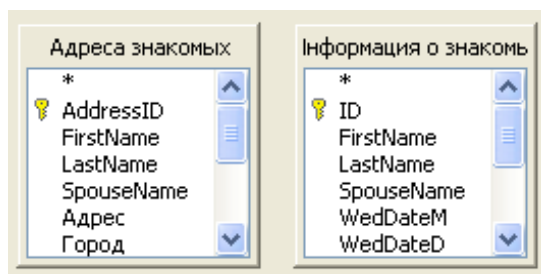 Адреса знакомых
*
AddressID
FirstName
LastName
SpouseName
Адрес
Город
Інформация о знакомь
*
ID
FirstName
LastName
SpouseName
WedDateM
WedDateD